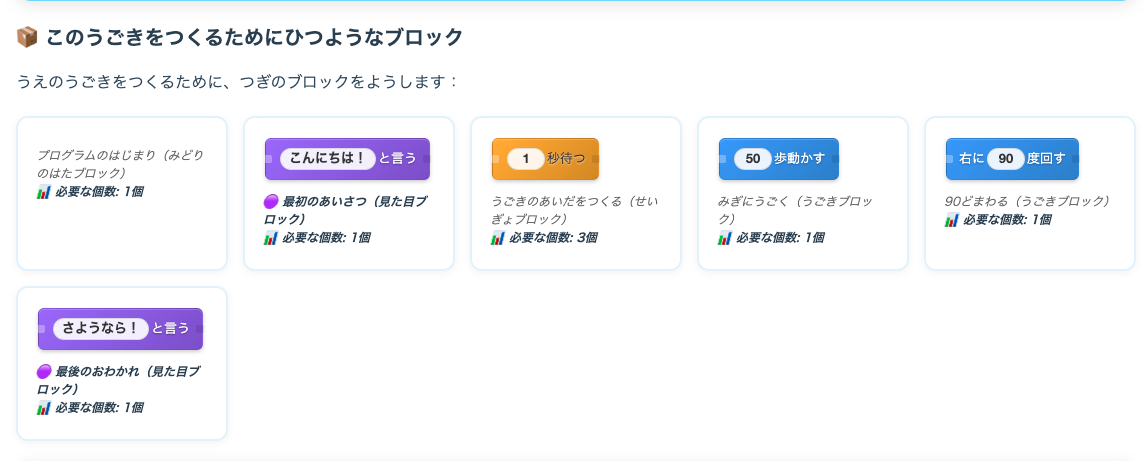 📦 このうごきをつくるためにひつようなブロック
うえのうごきをつくるために、つぎのブロックをようします：
プログラムのはじまり（みどり
のはたブロック）
📊 必要な個数: 1個
こんにちは！ と言う
🟣 最初のあいさつ（見た目ブ
ロック）
📊 必要な個数: 1個
1 秒待つ
うごきのあいだをつくる（せい
ぎょブロック）
📊 必要な個数: 3個
50 歩動かす
みぎにうごく（うごきブロッ
ク）
📊 必要な個数: 1個
右に 90 度回す
90どまわる（うごきブロック）
📊 必要な個数: 1個
さようなら！ と言う
🟣 最後のおわかれ（見た目ブ
ロック）
📊 必要な個数: 1個